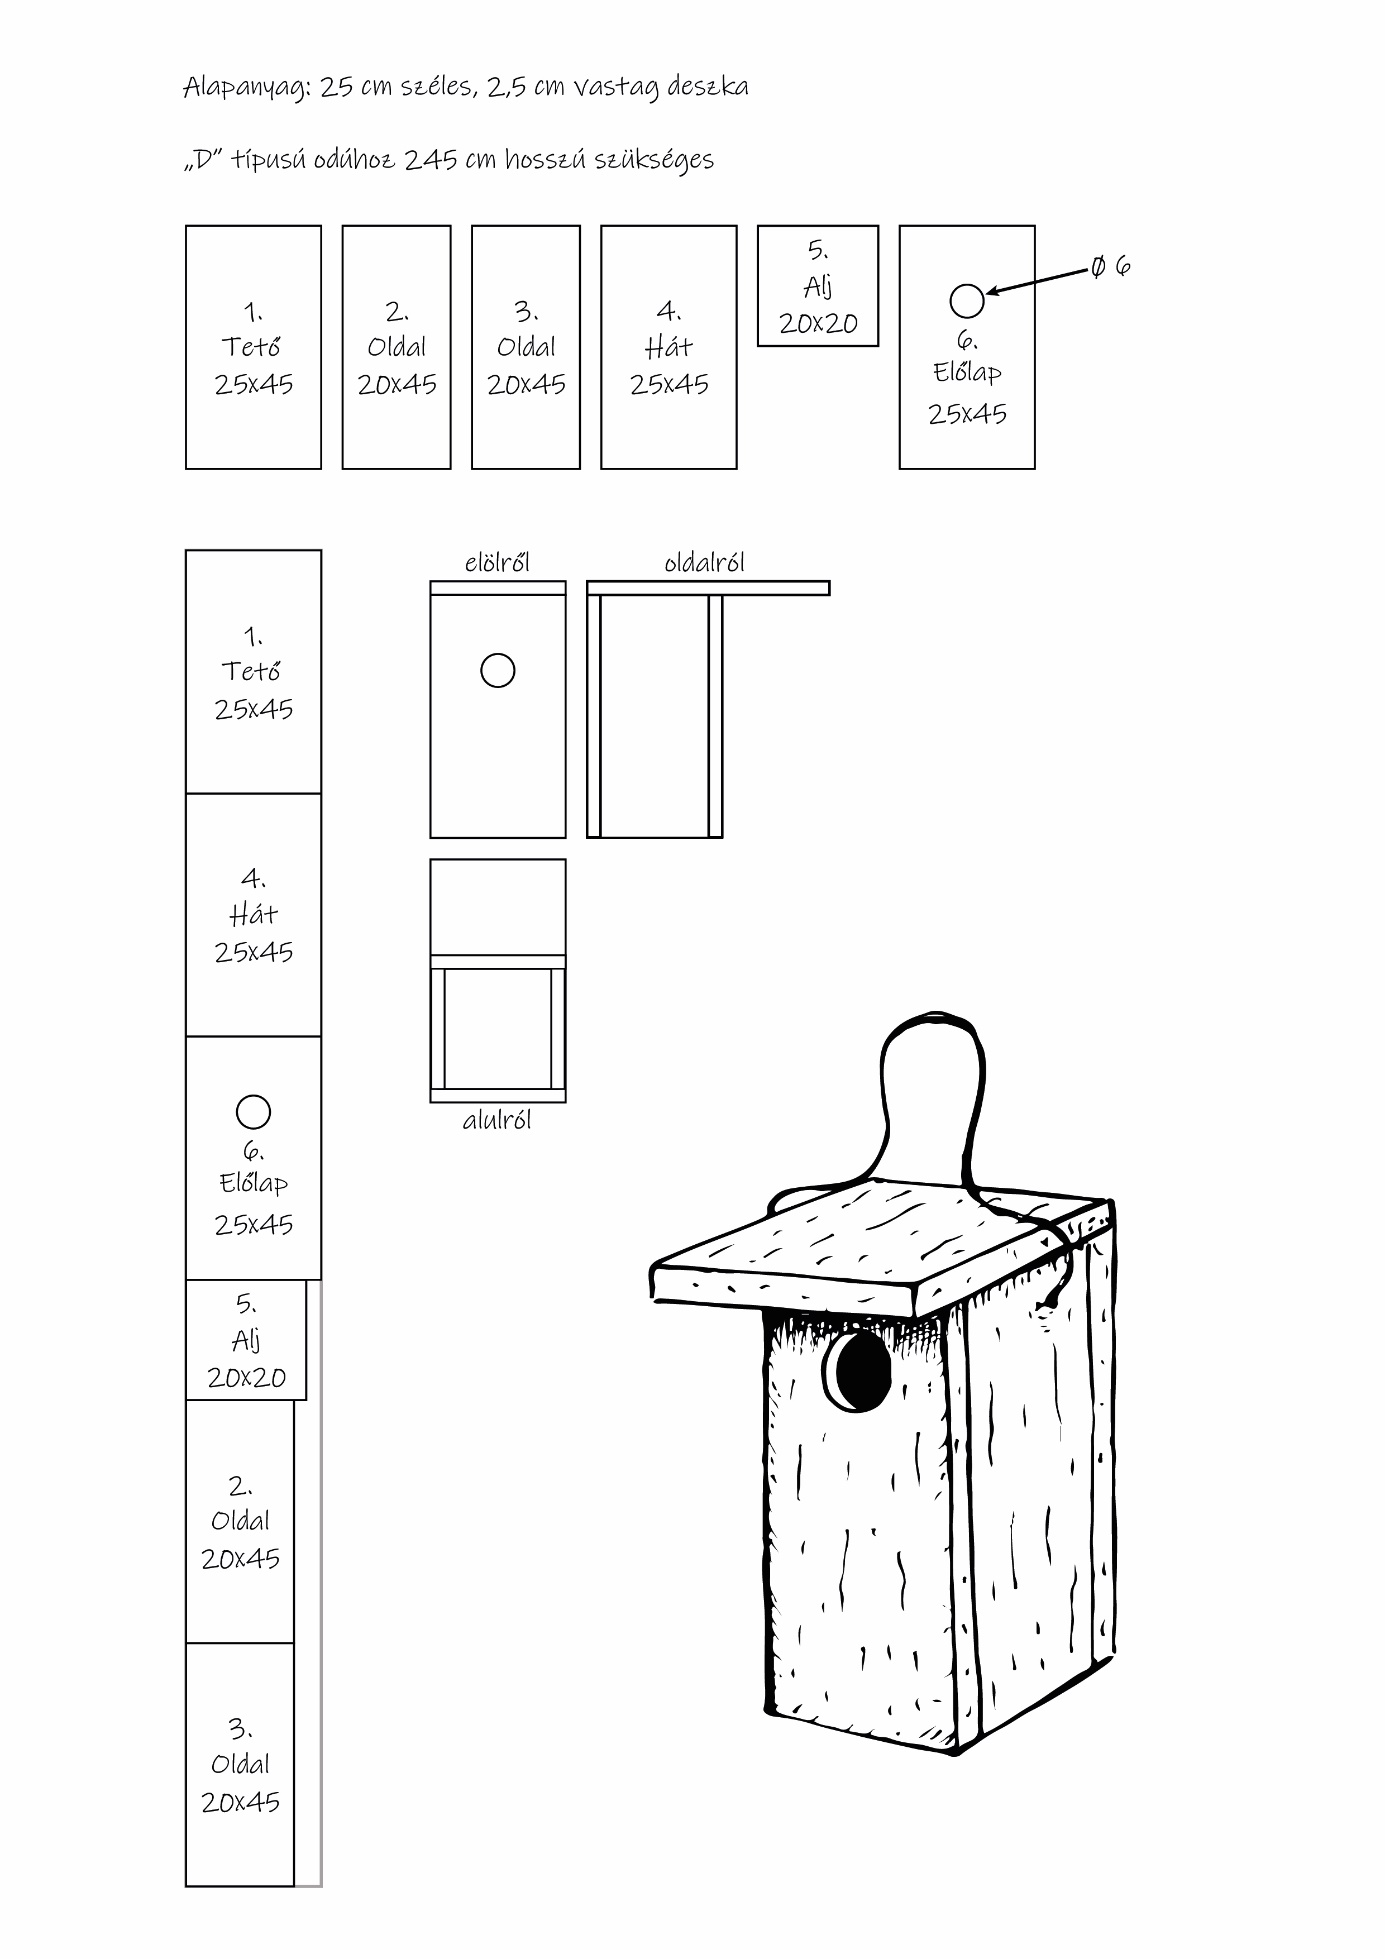 Alapanyag: 25 cm széles, 2,5 cm vastag deszka
„D” típusú odúhoz 245 cm hosszú szükséges
1.
Tető
25x45
2.
Oldal
20x45
3.
Oldal
20x45
4.
Hát
25x45
5.
Alj
20x20
Ø 6
6.
Előlap
25x45
elölről
oldalról
1.
Tető
25x45
4.
Hát
25x45
6.
Előlap
25x45
alulról
5.
Alj
20x20
2.
Oldal
20x45
3.
Oldal
20x45